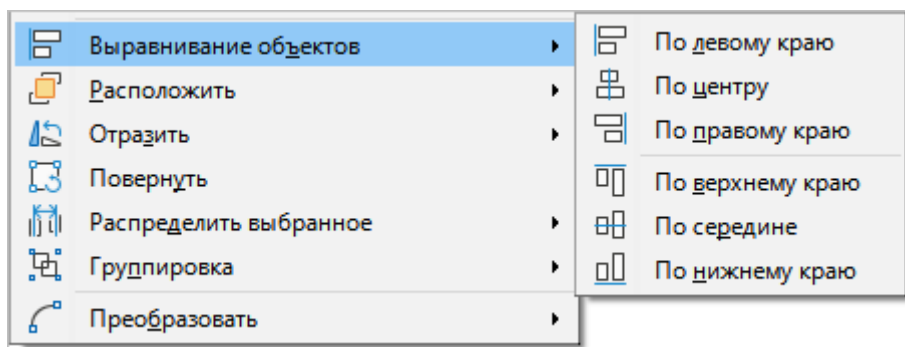 Выравнивание объектов
Расположить
Отразить
Повернуть
Распределить выбранное
Группировка
Преобразовать
По левому краю
По центру
По правому краю
По верхнему краю
По середине
По нижнему краю